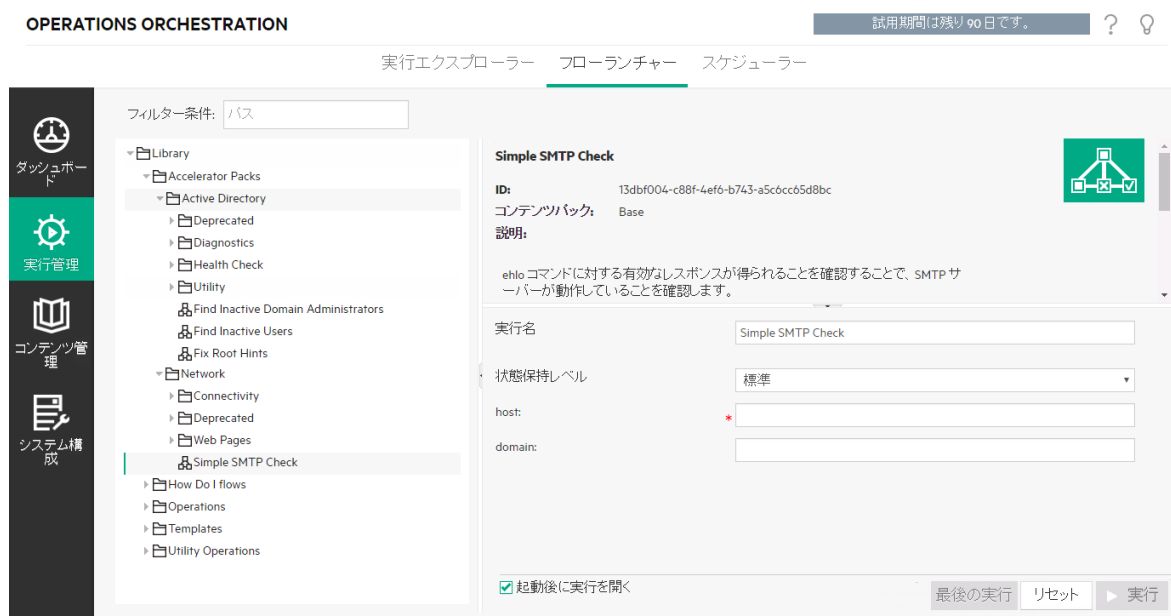 OPERATIONS ORCHESTRATION
試用期間は残り 90 日です。
?
実行エクスプローラー フローランチャー スケジューラー
ダッシュボー
ド
実行管理
コンテンツ管
理
システム構
成
フィルター条件: パス
Library
Accelerator Packs
Active Directory
Deprecated
Diagnostics
Health Check
Utility
Find Inactive Domain Administrators
Find Inactive Users
Fix Root Hints
Network
Connectivity
Deprecated
Web Pages
Simple SMTP Check
How Do I flows
Operations
Templates
Utility Operations
Simple SMTP Check
ID: 13dbf004-c88f-4ef6-b743-a5c6cc65d8bc
コンテンツパック: Base
説明:
ehlo コマンドに対する有効なレスポンスが得られることを確認することで、SMTP サ
ーバーが動作していることを確認します。
実行名 Simple SMTP Check
状態保持レベル 標準
host: *
domain:
起動後に実行を開く
最後の実行 リセット 実行